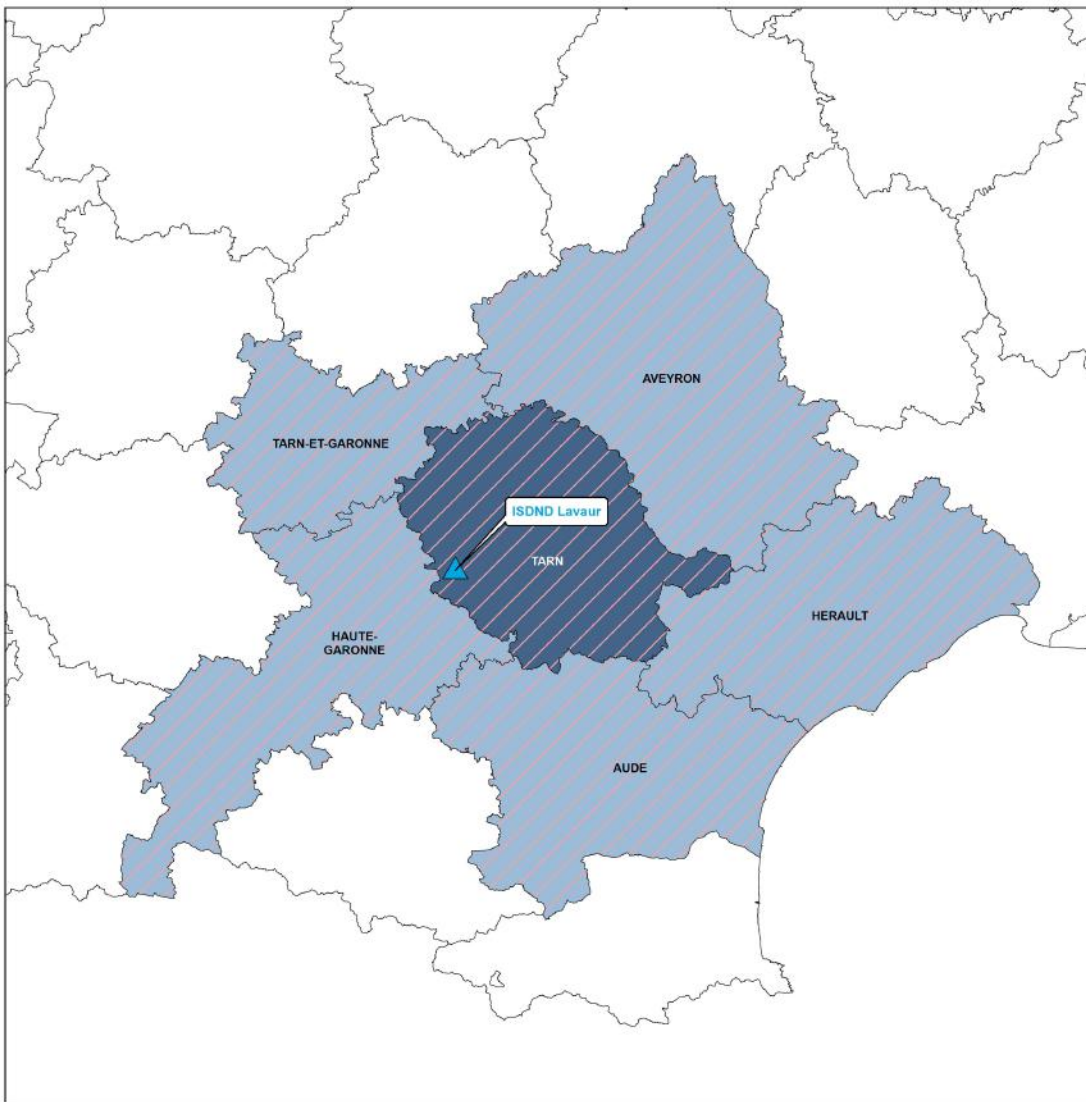 AVEYRON
TARN-ET-GARONNE
ISDND Lavaur
TARN
HERAULT
HAUTE-
GARONNE
AUDE